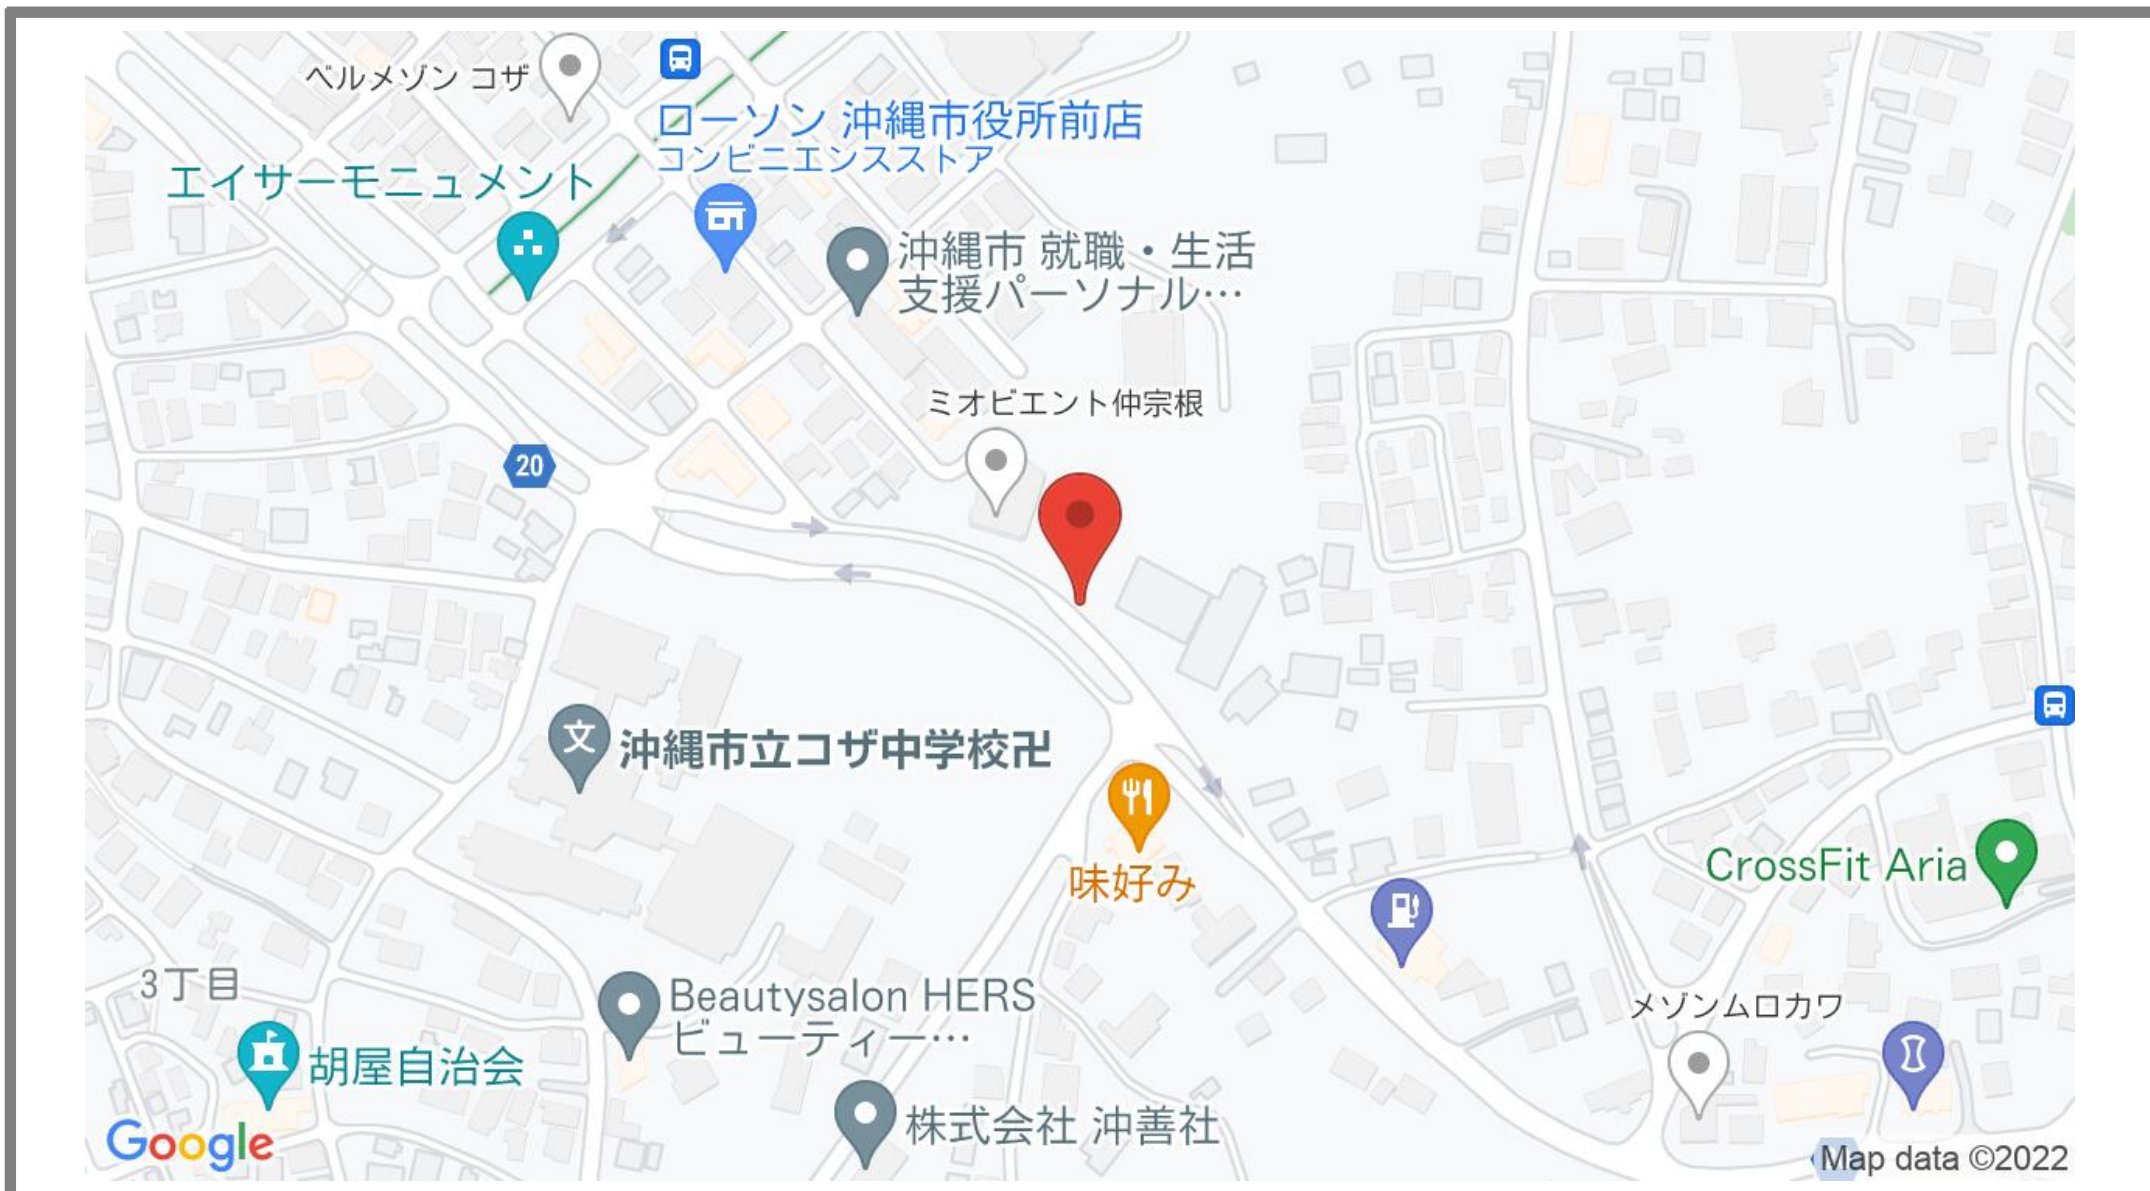 ベルメゾン コザ
ローソン 沖縄市役所前店
コンビニエンスストア
エイサーモニュメント
沖縄市 就職・生活
支援パーソナル…
ミオビエント仲宗根
20
文
沖縄市立コザ中学校卍
味好み
CrossFit Aria
3丁目
Beautysalon HERS
ビューティー…
メゾンムロカワ
胡屋自治会
株式会社 沖善社
Google
Map data ©2022